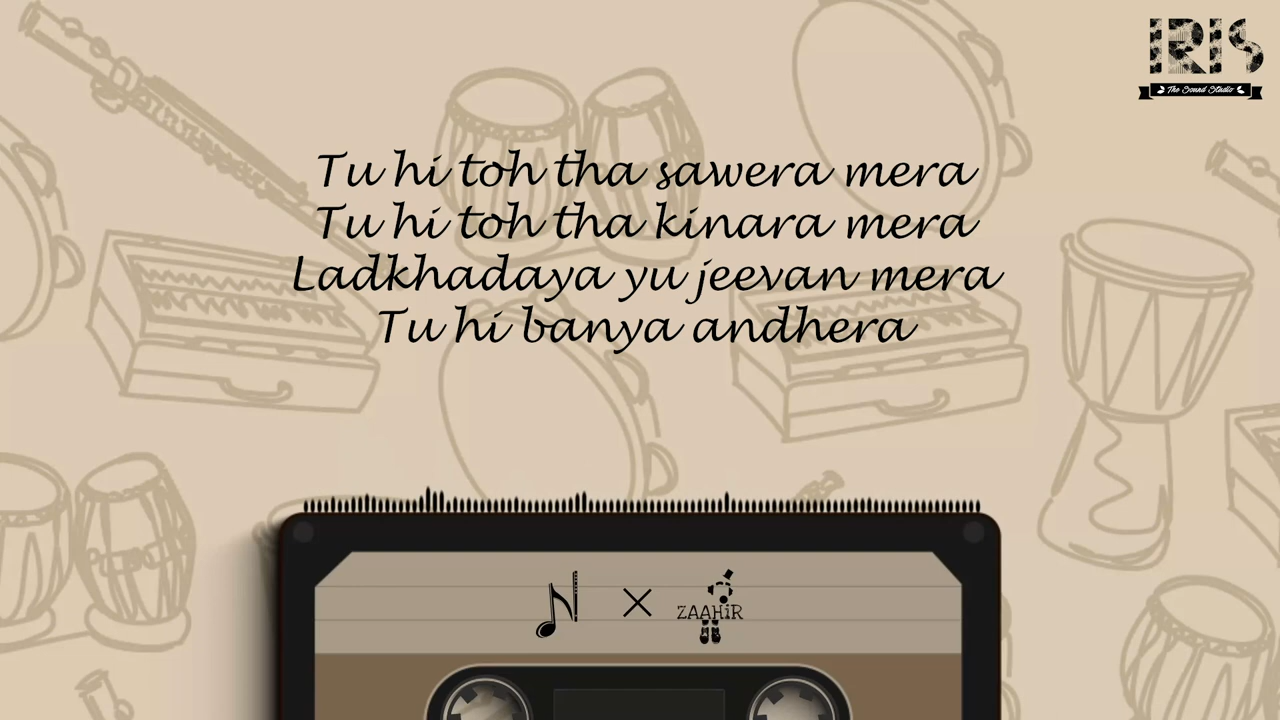 IRIS
The Sound Studio
Tu hi toh tha sawera mera
Tu hi toh tha kinara mera
Ladkhadaya yu jeevan mera
Tu hi banya andhera
ZAAHiR